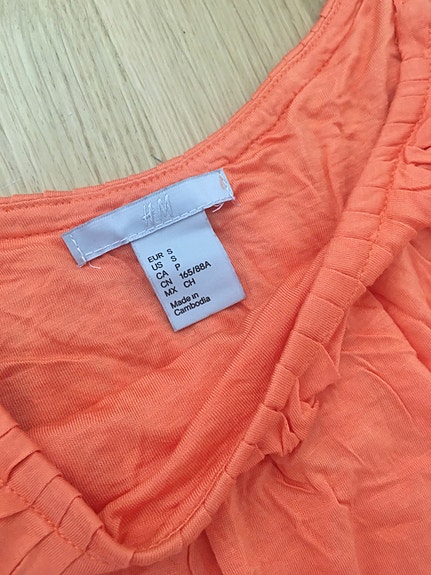 H&M
EUR S
US S
CA P
CN 165/88A
MX CH
Made in
Cambodia